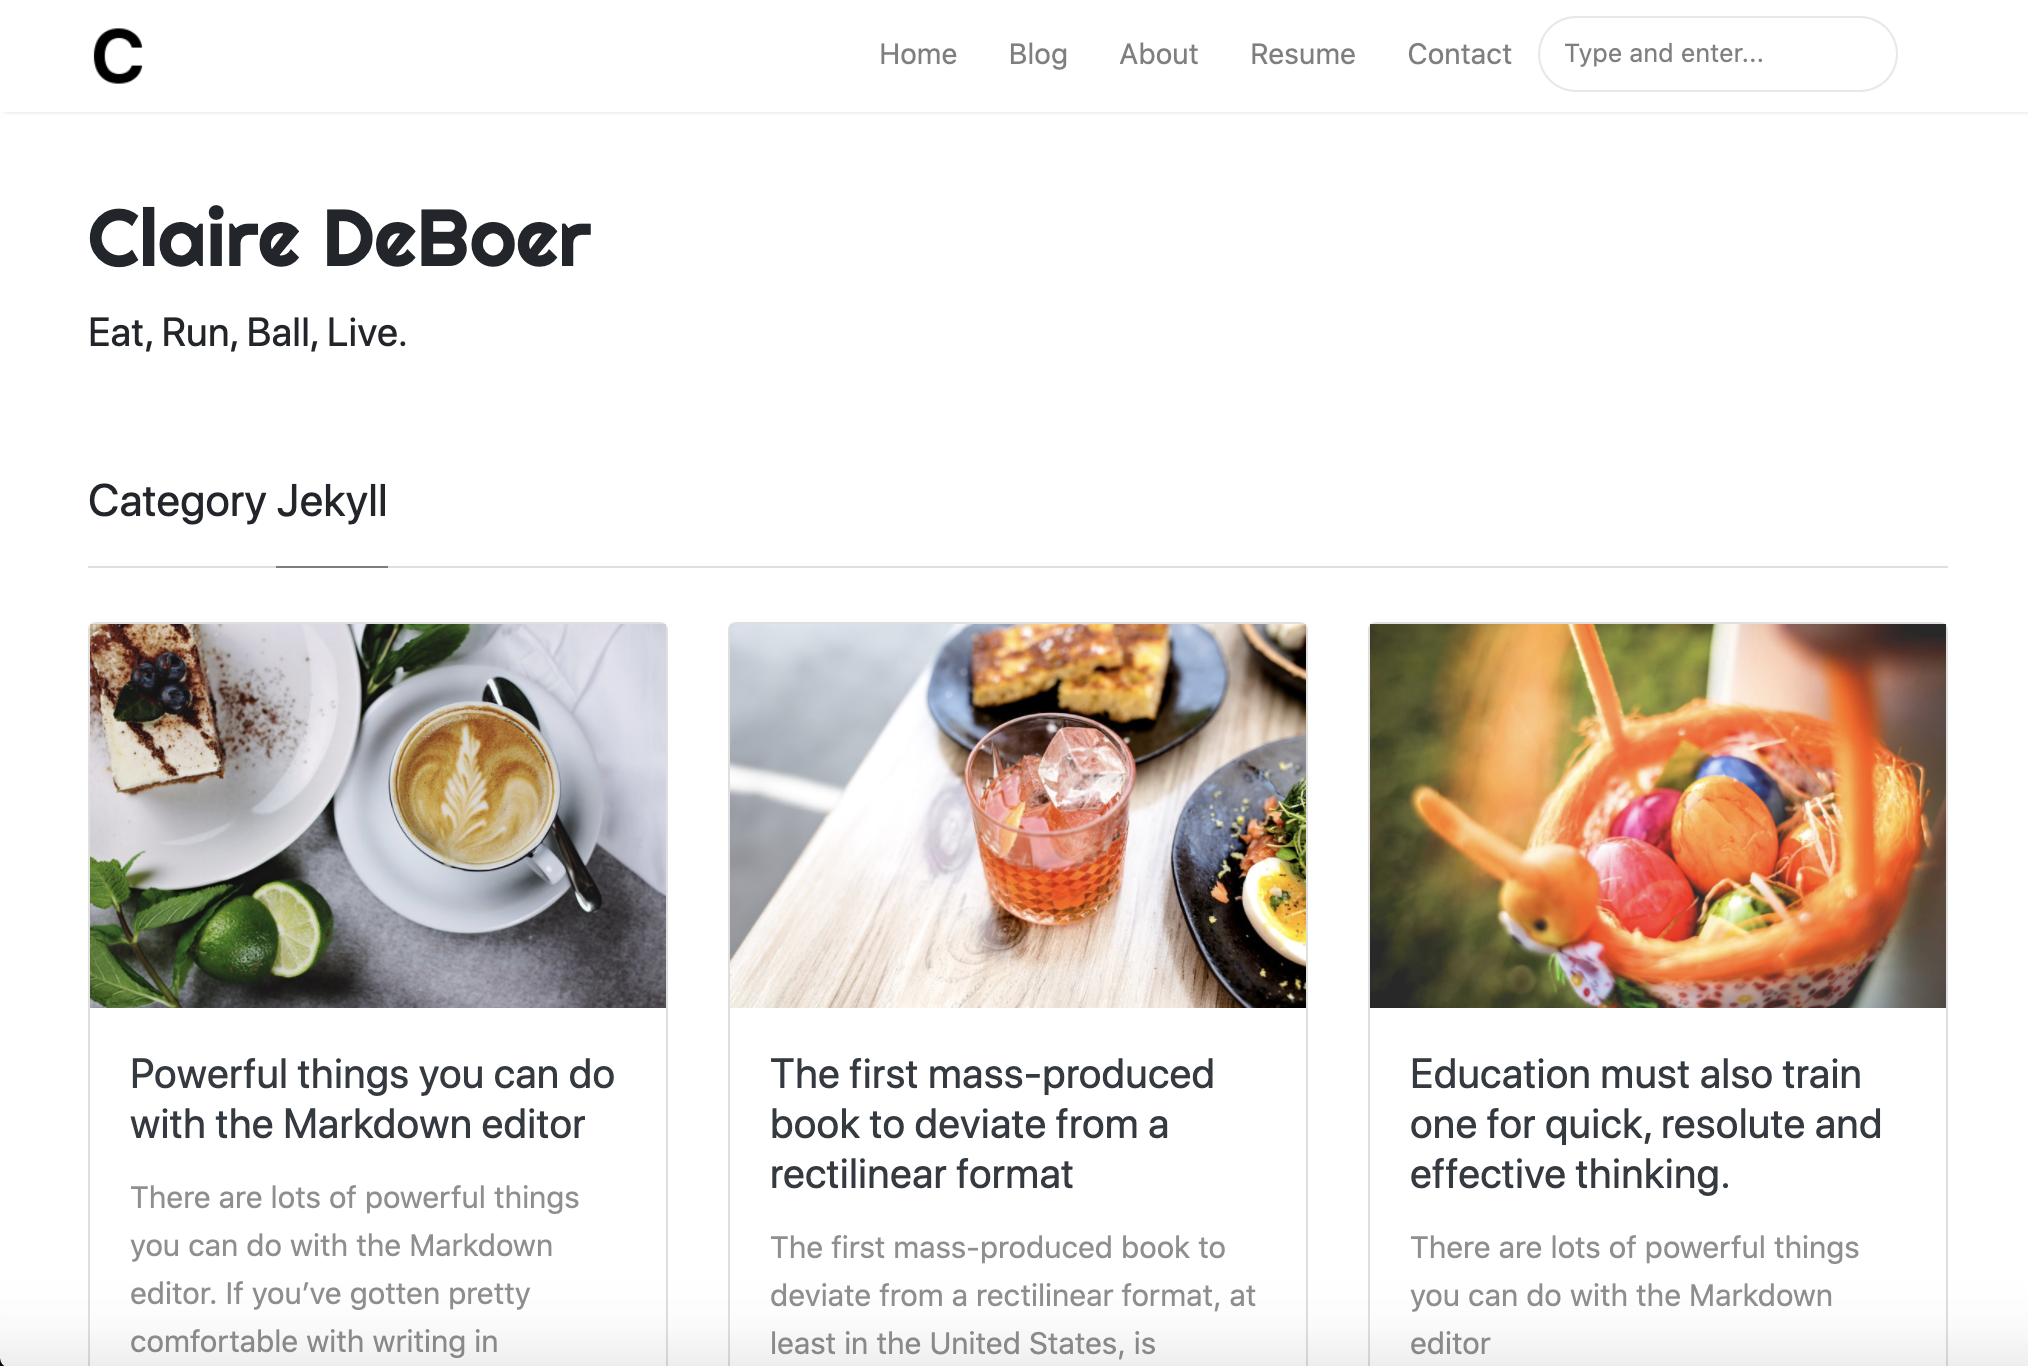 C
Home Blog About Resume Contact Type and enter...
Claire DeBoer
Eat, Run, Ball, Live.
Category Jekyll
Powerful things you can do
with the Markdown editor
There are lots of powerful things
you can do with the Markdown
editor. If you’ve gotten pretty
comfortable with writing in
The first mass-produced
book to deviate from a
rectilinear format
The first mass-produced book to
deviate from a rectilinear format, at
least in the United States, is
Education must also train
one for quick, resolute and
effective thinking.
There are lots of powerful things
you can do with the Markdown
editor